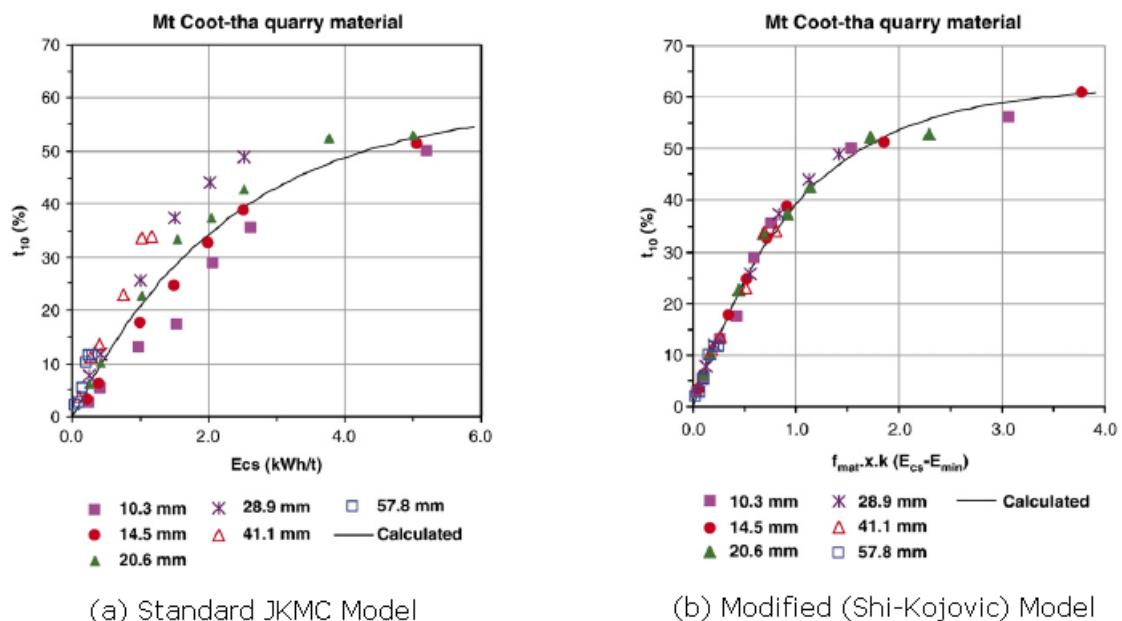 Mt Coot-tha quarry material
70
60
50
40
30
20
10
0
t10 (%)
0.0 2.0 4.0 6.0
Ecs (kWh/t)
10.3 mm 28.9 mm 57.8 mm
14.5 mm 41.1 mm Calculated
20.6 mm
(a) Standard JKMC Model
Mt Coot-tha quarry material
70
60
50
40
30
20
10
0
t10 (%)
0.0 1.0 2.0 3.0 4.0
fmat.x.k (Ecs-Emin)
10.3 mm 28.9 mm Calculated
14.5 mm 41.1 mm
20.6 mm 57.8 mm
(b) Modified (Shi-Kojovic) Model